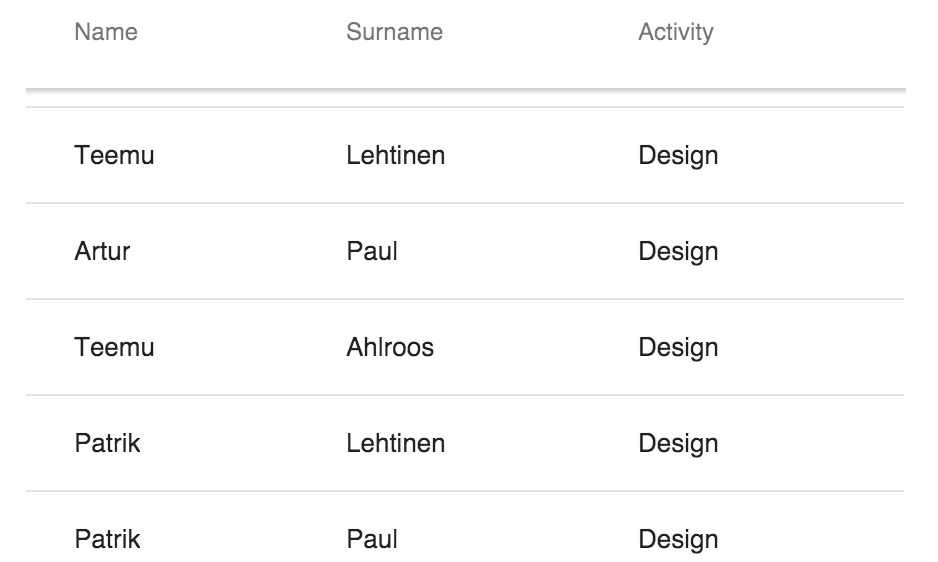 Name Surname Activity
Teemu Lehtinen Design
Artur Paul Design
Teemu Ahlroos Design
Patrik Lehtinen Design
Patrik Paul Design